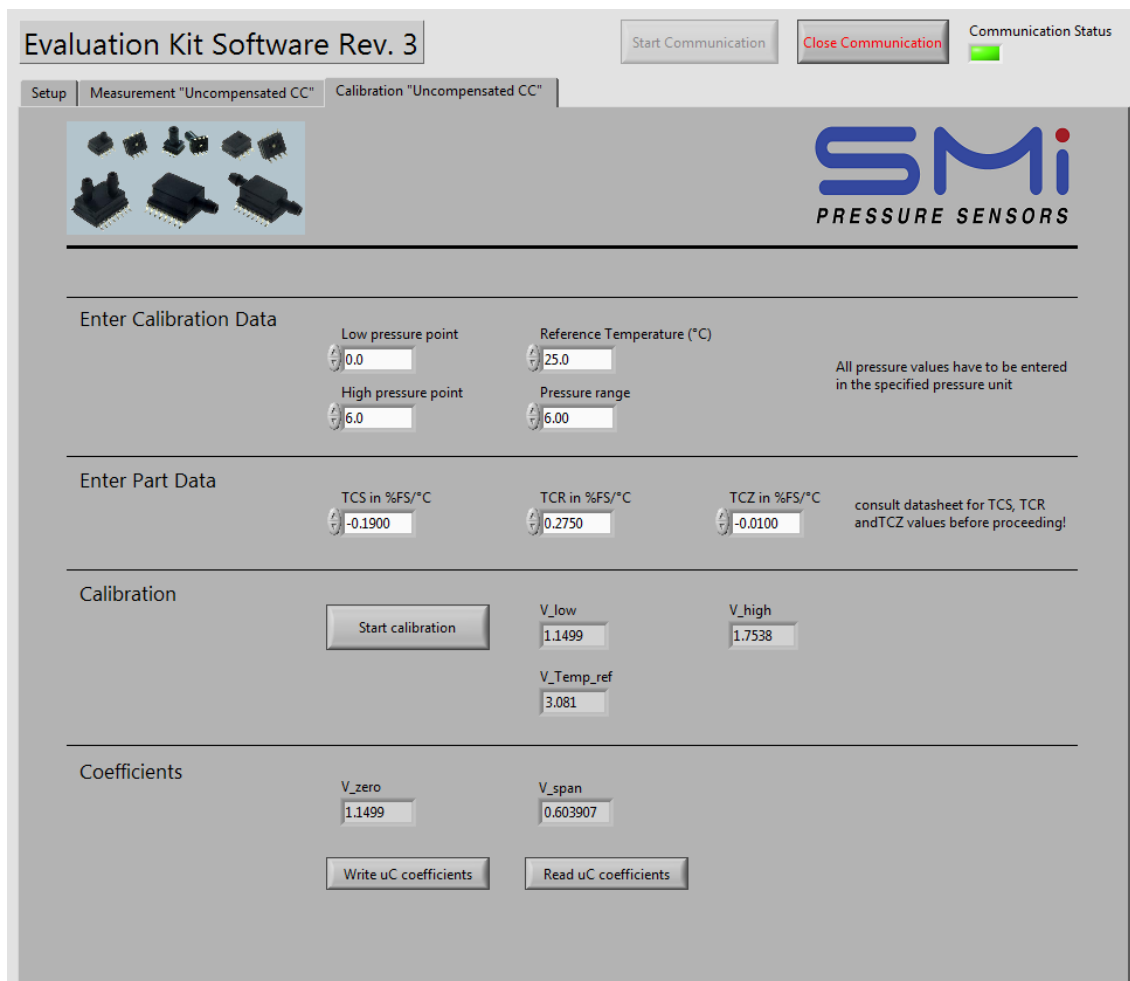 Evaluation Kit Software Rev. 3
Start Communication
Close Communication
Communication Status
Setup
Measurement "Uncompensated CC"
Calibration "Uncompensated CC"
SMi
PRESSURE SENSORS
Enter Calibration Data
Low pressure point
0.0
Reference Temperature (°C)
25.0
High pressure point
6.0
Pressure range
6.00
All pressure values have to be entered
in the specified pressure unit
Enter Part Data
TCS in %FS/°C
-0.1900
TCR in %FS/°C
0.2750
TCZ in %FS/°C
-0.0100
consult datasheet for TCS, TCR
andTCZ values before proceeding!
Calibration
Start calibration
V_low
1.1499
V_high
1.7538
V_Temp_ref
3.081
Coefficients
V_zero
1.1499
V_span
0.603907
Write uC coefficients
Read uC coefficients